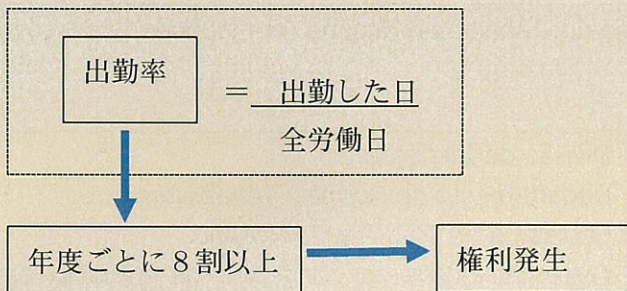 出勤率
＝ 出勤した日
全労働日
年度ごとに８割以上
権利発生